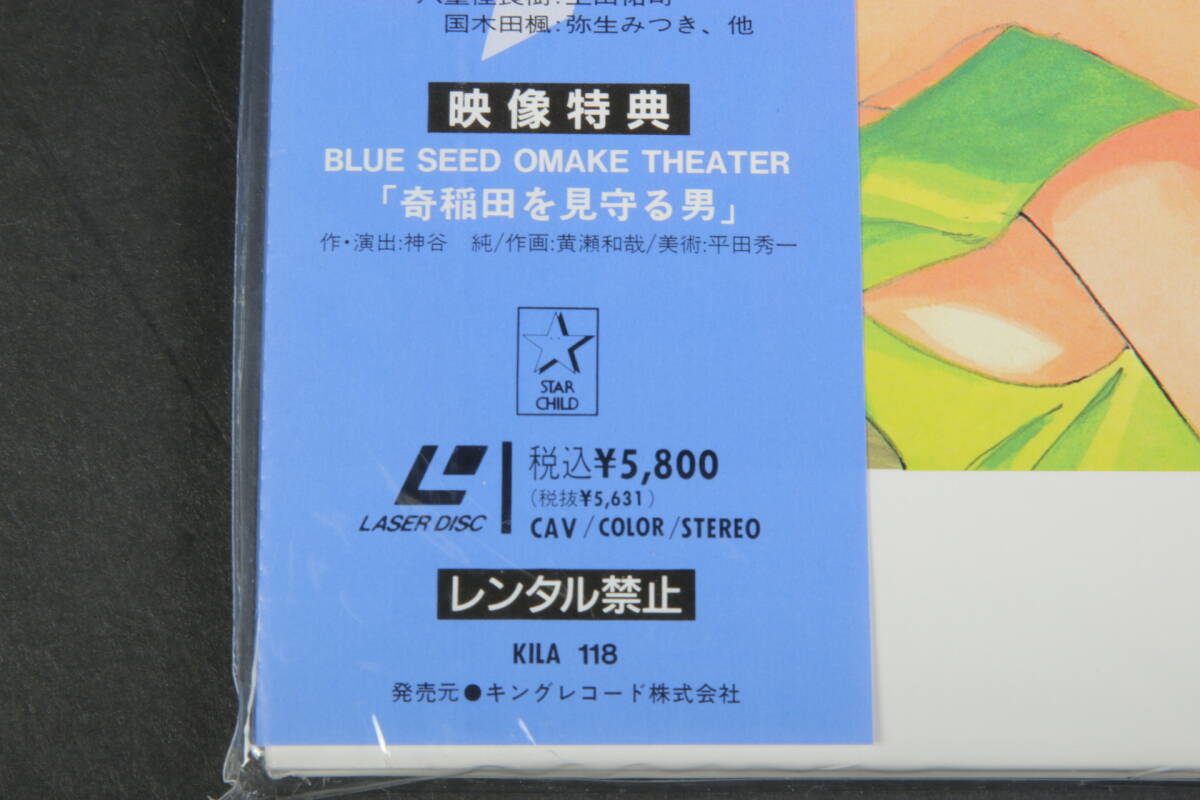 国木田楓:弥生みつき、他
映像特典
BLUE SEED OMAKE THEATER
「奇稲田を見守る男」
作・演出:神谷 純/作画:黄瀬和哉/美術:平田秀一
STAR
CHILD
LASER DISC
税込¥5,800
(税抜¥5,631)
CAV/COLOR/STEREO
レンタル禁止
KILA 118
発売元●キングレコード株式会社